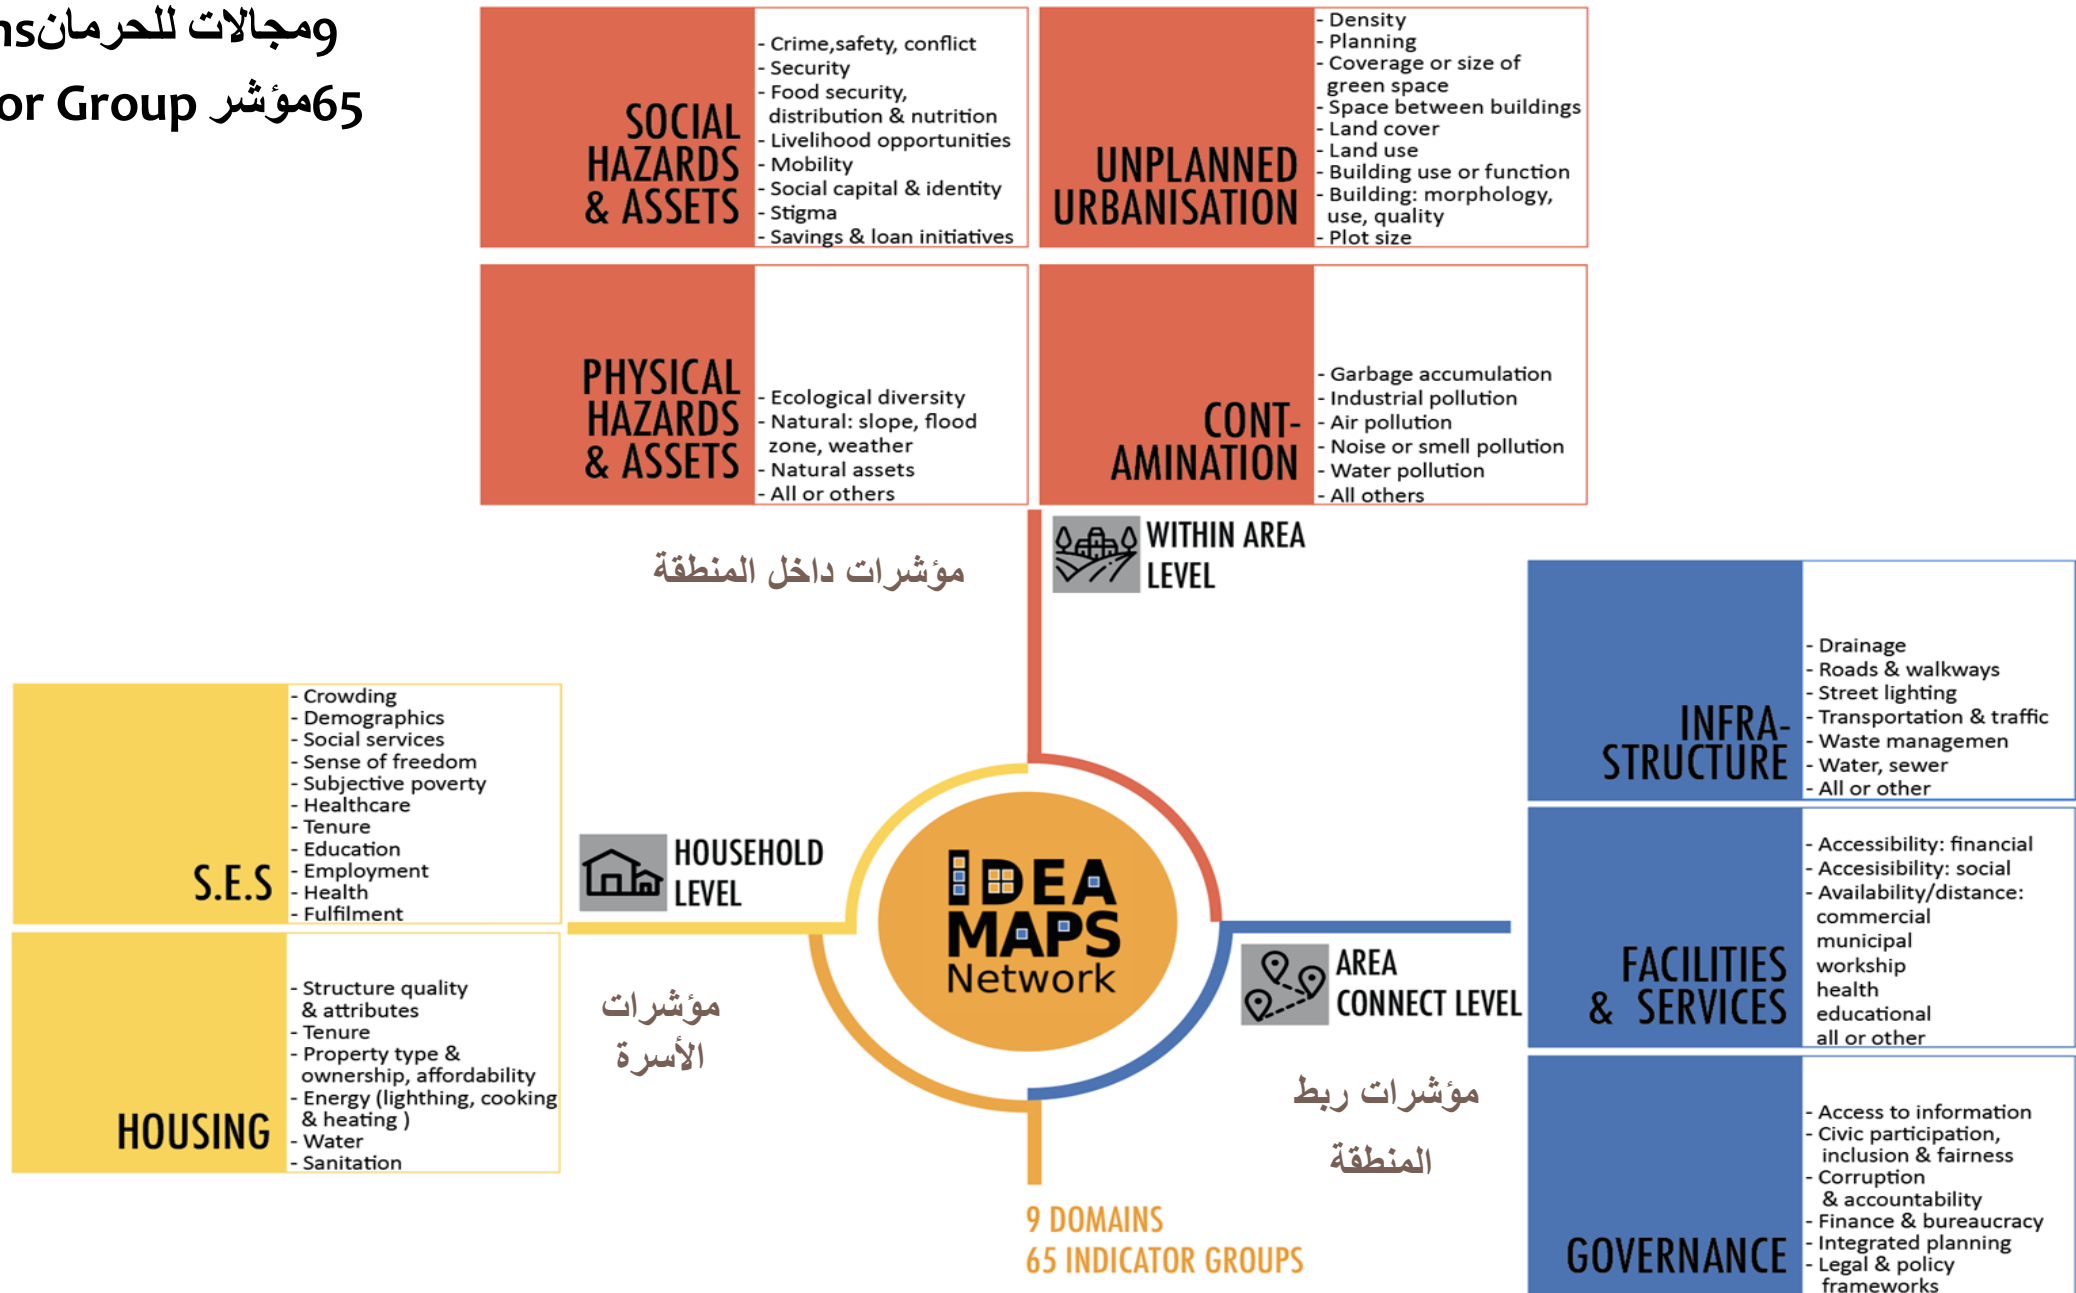 9مجالات للحرمانns
65مؤشر or Group
SOCIAL
HAZARDS
& ASSETS
- Crime,safety, conflict
- Security
- Food security,
distribution & nutrition
- Livelihood opportunities
- Mobility
- Social capital & identity
- Stigma
- Savings & loan initiatives
UNPLANNED
URBANISATION
- Density
- Planning
- Coverage or size of
green space
- Space between buildings
- Land cover
- Land use
- Building use or function
- Building: morphology,
use, quality
- Plot size
PHYSICAL
HAZARDS
& ASSETS
- Ecological diversity
- Natural: slope, flood
zone, weather
- Natural assets
- All or others
CONT-
AMINATION
- Garbage accumulation
- Industrial pollution
- Air pollution
- Noise or smell pollution
- Water pollution
- All others
مؤشرات داخل المنطقة
WITHIN AREA
LEVEL
S.E.S
- Crowding
- Demographics
- Social services
- Sense of freedom
- Subjective poverty
- Healthcare
- Tenure
- Education
- Employment
- Health
- Fulfilment
HOUSING
- Structure quality
& attributes
- Tenure
- Property type &
ownership, affordability
- Energy (lighthing, cooking
& heating )
- Water
- Sanitation
HOUSEHOLD
LEVEL
مؤشرات
الأسرة
IDEA
MAPS
Network
AREA
CONNECT LEVEL
مؤشرات ربط
المنطقة
INFRA-
STRUCTURE
- Drainage
- Roads & walkways
- Street lighting
- Transportation & traffic
- Waste managemen
- Water, sewer
- All or other
FACILITIES
& SERVICES
- Accessibility: financial
- Accesisibility: social
- Availability/distance:
commercial
municipal
workship
health
educational
all or other
GOVERNANCE
- Access to information
- Civic participation,
inclusion & fairness
- Corruption
& accountability
- Finance & bureaucracy
- Integrated planning
- Legal & policy
frameworks
9 DOMAINS
65 INDICATOR GROUPS